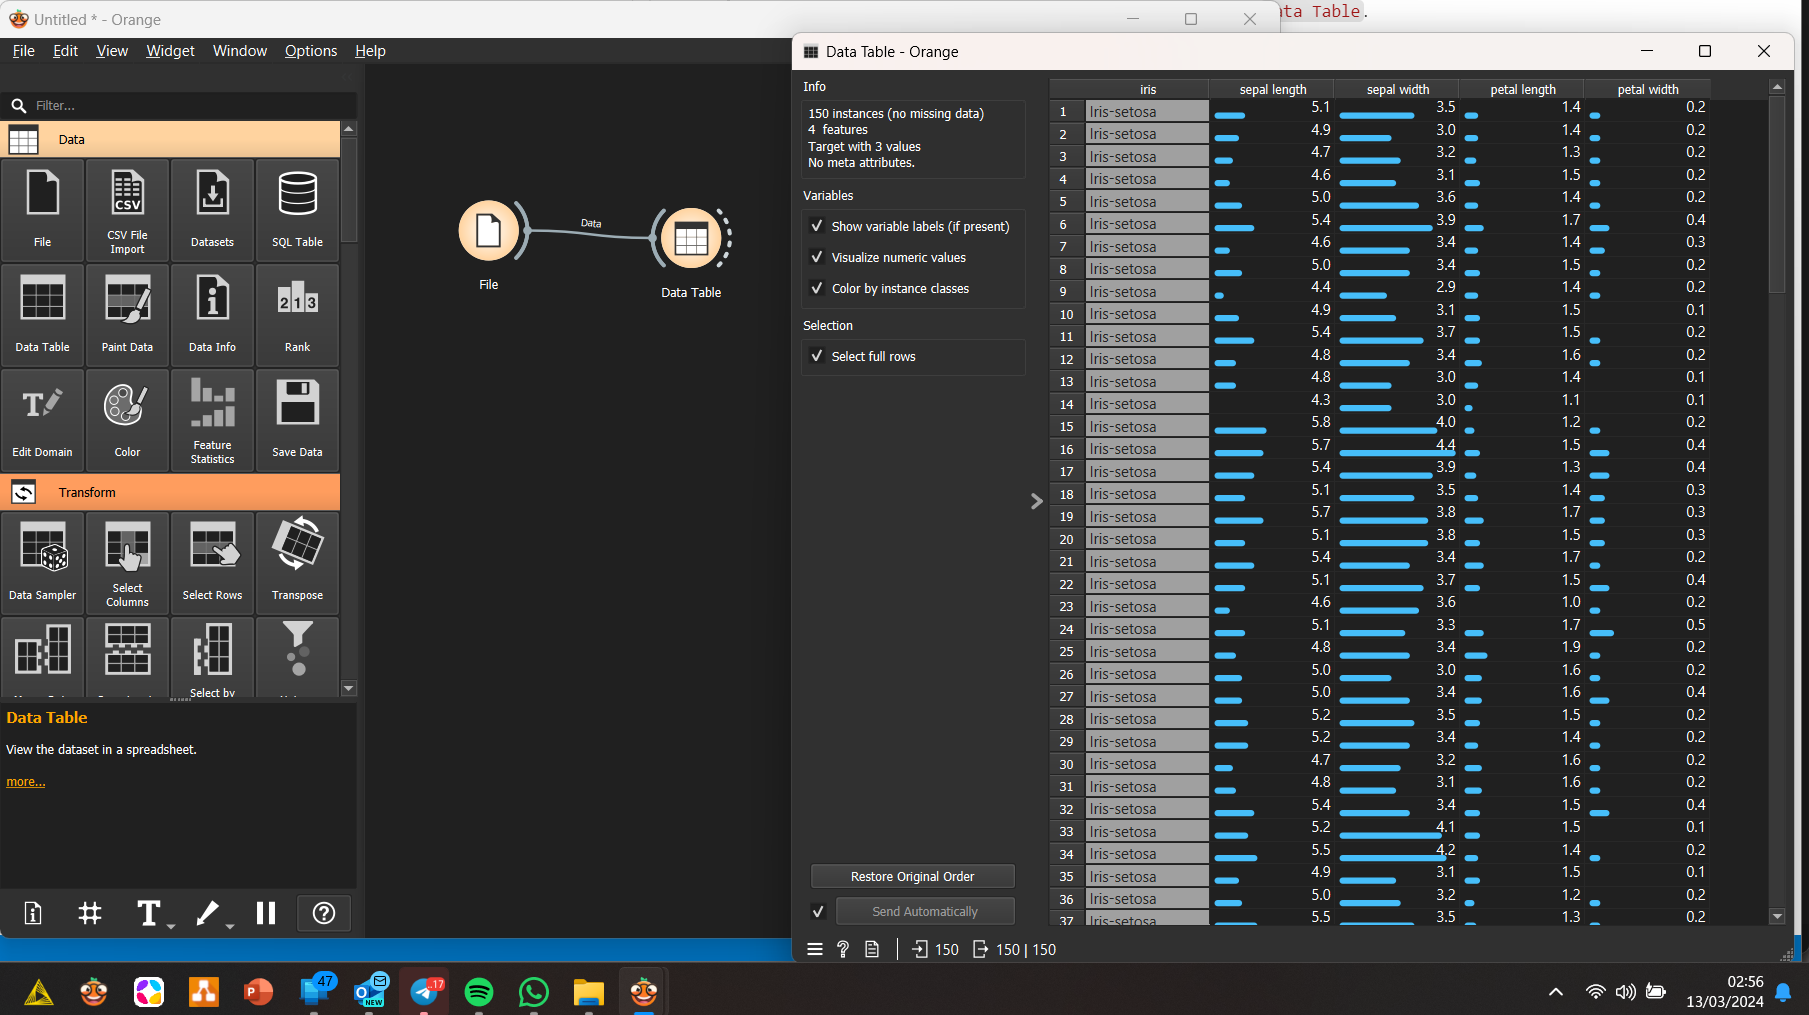 Untitled * - Orange
File Edit View Widget Window Options Help
Filter...
Data
File
CSV
CSV File Import
Datasets
SQL Table
Data Table
Paint Data
Data Info
2 1 3
Rank
Edit Domain
Color
Feature Statistics
Save Data
Transform
Data Sampler
Select Columns
Select Rows
Transpose
Select by
Data Table
View the dataset in a spreadsheet.
more...
File
Data
Data Table
ata Table.
Data Table - Orange
Info
150 instances (no missing data)
4 features
Target with 3 values
No meta attributes.
Variables
Show variable labels (if present)
Visualize numeric values
Color by instance classes
Selection
Select full rows
Restore Original Order
Send Automatically
150 150 | 150
iris sepal length sepal width petal length petal width
1 Iris-setosa 5.1 3.5 1.4 0.2
2 Iris-setosa 4.9 3.0 1.4 0.2
3 Iris-setosa 4.7 3.2 1.3 0.2
4 Iris-setosa 4.6 3.1 1.5 0.2
5 Iris-setosa 5.0 3.6 1.4 0.2
6 Iris-setosa 5.4 3.9 1.7 0.4
7 Iris-setosa 4.6 3.4 1.4 0.3
8 Iris-setosa 5.0 3.4 1.5 0.2
9 Iris-setosa 4.4 2.9 1.4 0.2
10 Iris-setosa 4.9 3.1 1.5 0.1
11 Iris-setosa 5.4 3.7 1.5 0.2
12 Iris-setosa 4.8 3.4 1.6 0.2
13 Iris-setosa 4.8 3.0 1.4 0.1
14 Iris-setosa 4.3 3.0 1.1 0.1
15 Iris-setosa 5.8 4.0 1.2 0.2
16 Iris-setosa 5.7 4.4 1.5 0.4
17 Iris-setosa 5.4 3.9 1.3 0.4
18 Iris-setosa 5.1 3.5 1.4 0.3
19 Iris-setosa 5.7 3.8 1.7 0.3
20 Iris-setosa 5.1 3.8 1.5 0.3
21 Iris-setosa 5.4 3.4 1.7 0.2
22 Iris-setosa 5.1 3.7 1.5 0.4
23 Iris-setosa 4.6 3.6 1.0 0.2
24 Iris-setosa 5.1 3.3 1.7 0.5
25 Iris-setosa 4.8 3.4 1.9 0.2
26 Iris-setosa 5.0 3.0 1.6 0.2
27 Iris-setosa 5.0 3.4 1.6 0.4
28 Iris-setosa 5.2 3.5 1.5 0.2
29 Iris-setosa 5.2 3.4 1.4 0.2
30 Iris-setosa 4.7 3.2 1.6 0.2
31 Iris-setosa 4.8 3.1 1.6 0.2
32 Iris-setosa 5.4 3.4 1.5 0.4
33 Iris-setosa 5.2 4.1 1.5 0.1
34 Iris-setosa 5.5 4.2 1.4 0.2
35 Iris-setosa 4.9 3.1 1.5 0.1
36 Iris-setosa 5.0 3.2 1.2 0.2
37 Iris-setosa 5.5 3.5 1.3 0.2
47
NEW
..17
02:56
13/03/2024